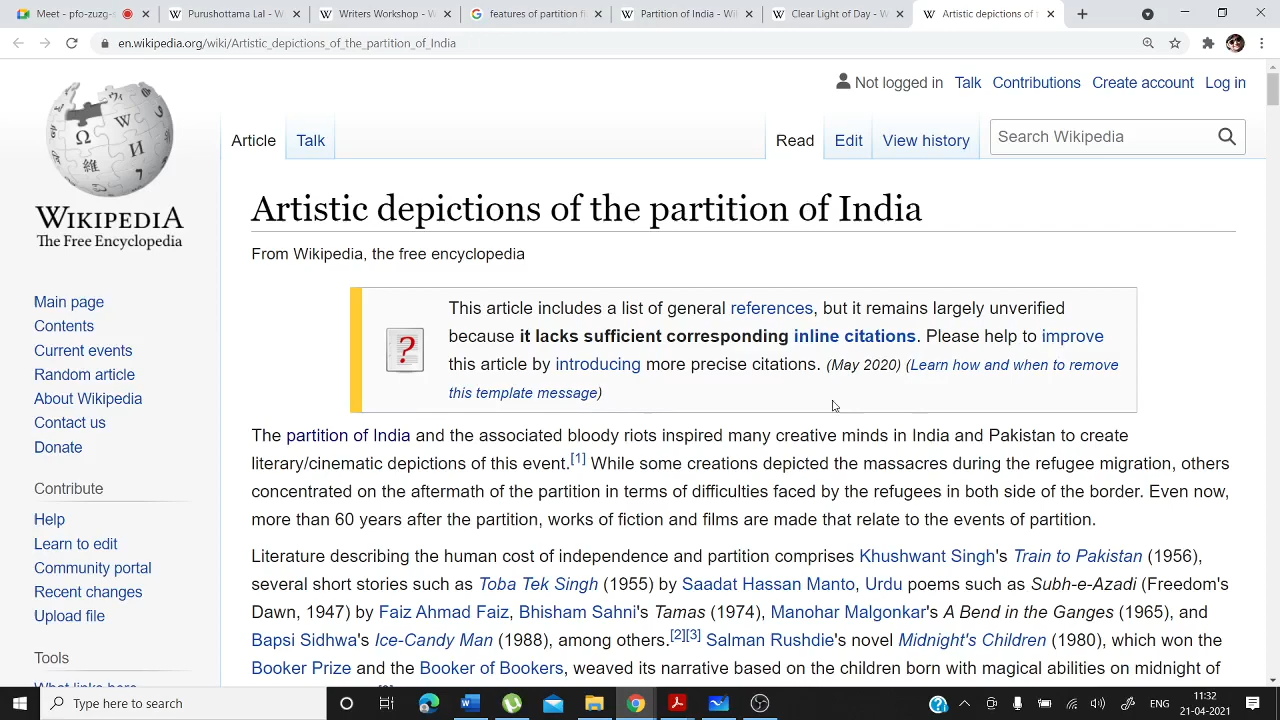 Meet - pfo-zuzg-
Purushottama Lal - W
Writers Workshop - W
features of partition fi
Partition of India - Wi
Clear Light of Day - W
Artistic depictions of t
en.wikipedia.org/wiki/Artistic_depictions_of_the_partition_of_India
Not logged in Talk Contributions Create account Log in
Article Talk Read Edit View history Search Wikipedia
WIKIPEDIA
The Free Encyclopedia
Main page
Contents
Current events
Random article
About Wikipedia
Contact us
Donate
Contribute
Help
Learn to edit
Community portal
Recent changes
Upload file
Tools
What links here
Artistic depictions of the partition of India
From Wikipedia, the free encyclopedia
This article includes a list of general references, but it remains largely unverified
because it lacks sufficient corresponding inline citations. Please help to improve
this article by introducing more precise citations. (May 2020) (Learn how and when to remove
this template message)
The partition of India and the associated bloody riots inspired many creative minds in India and Pakistan to create
literary/cinematic depictions of this event.[1] While some creations depicted the massacres during the refugee migration, others
concentrated on the aftermath of the partition in terms of difficulties faced by the refugees in both side of the border. Even now,
more than 60 years after the partition, works of fiction and films are made that relate to the events of partition.
Literature describing the human cost of independence and partition comprises Khushwant Singh's Train to Pakistan (1956),
several short stories such as Toba Tek Singh (1955) by Saadat Hassan Manto, Urdu poems such as Subh-e-Azadi (Freedom's
Dawn, 1947) by Faiz Ahmad Faiz, Bhisham Sahni's Tamas (1974), Manohar Malgonkar's A Bend in the Ganges (1965), and
Bapsi Sidhwa's Ice-Candy Man (1988), among others.[2][3] Salman Rushdie's novel Midnight's Children (1980), which won the
Booker Prize and the Booker of Bookers, weaved its narrative based on the children born with magical abilities on midnight of
Type here to search
ENG
11:32
21-04-2021